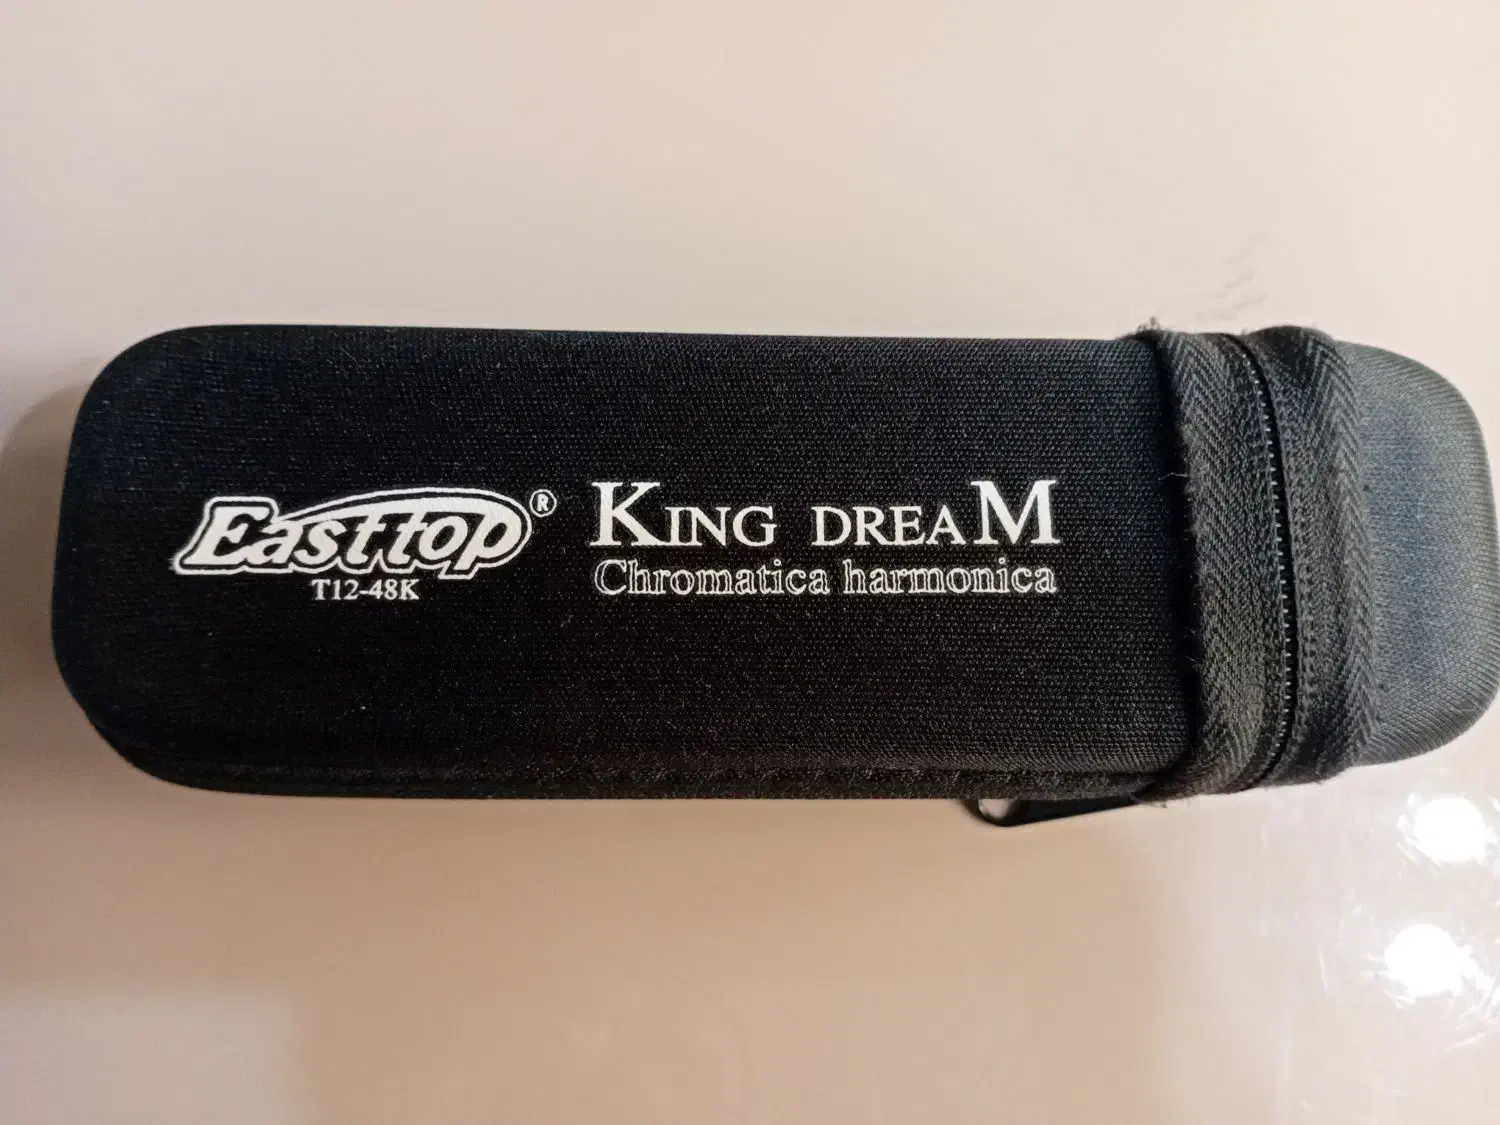 Easttop®
T12-48K
KING DREAM
Chromatica harmonica